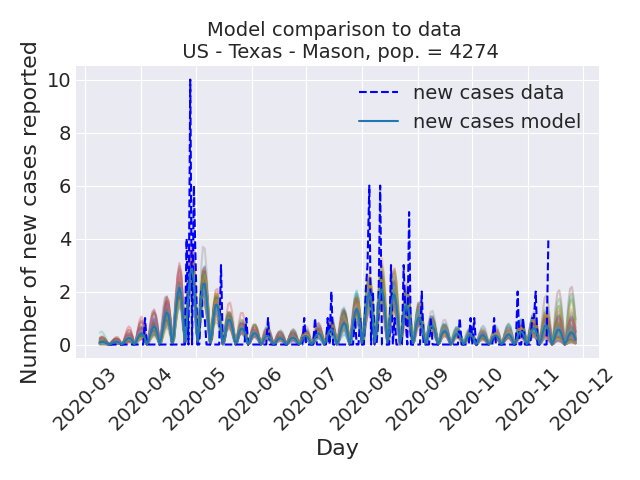 Model comparison to data
US - Texas - Mason, pop. = 4274
Number of new cases reported
10
8
6
4
2
0
new cases data
new cases model
2020-03
2020-04
2020-05
2020-06
2020-07
2020-08
2020-09
2020-10
2020-11
2020-12
Day